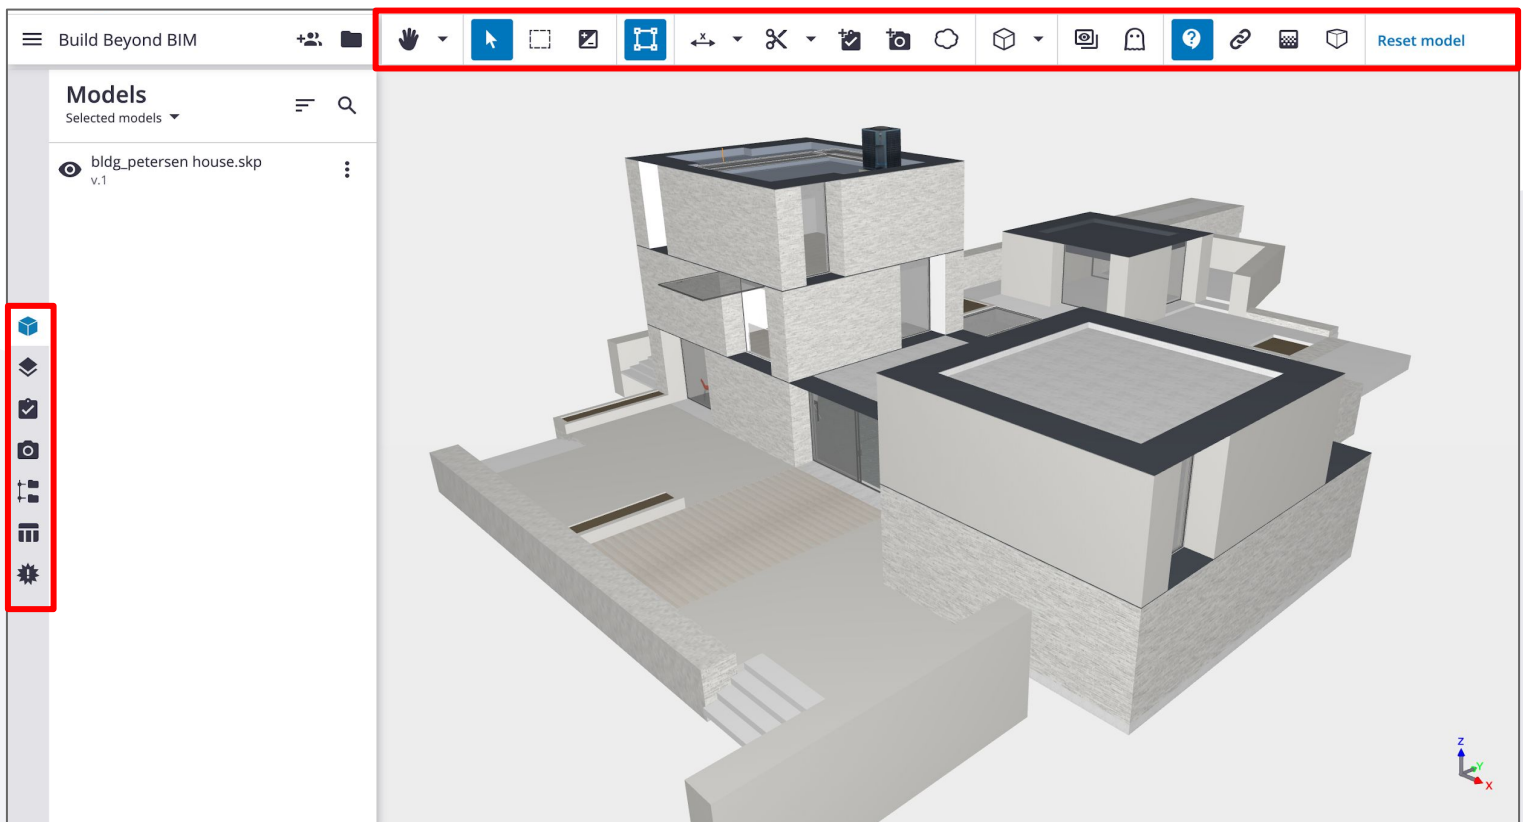 Build Beyond BIM
Reset model
Models
Selected models
bldg_petersen house.skp
v.1
x
z
Y
X